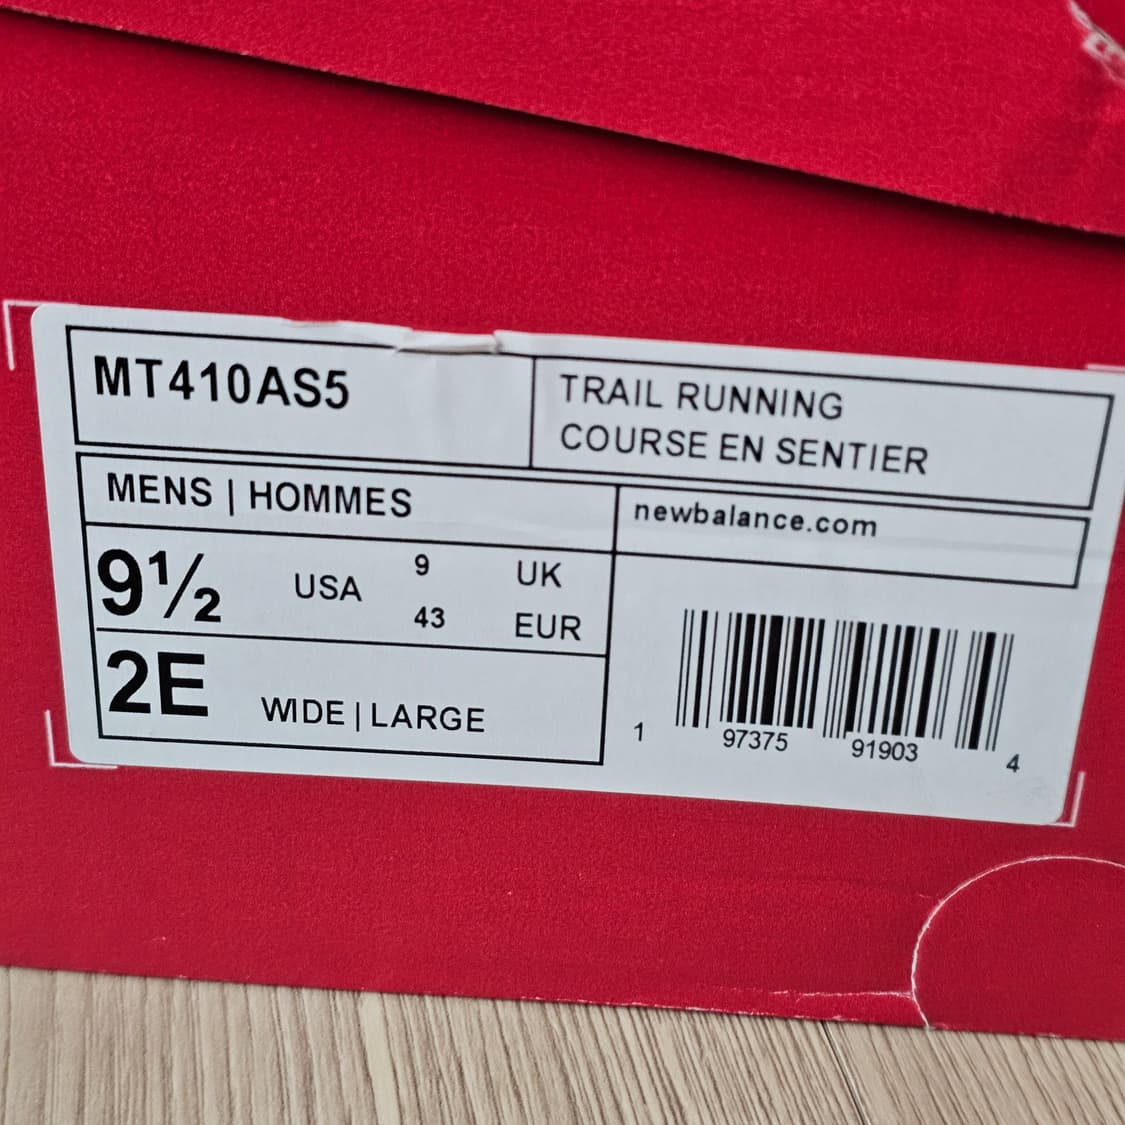 MT410AS5
TRAIL RUNNING
COURSE EN SENTIER
MENS | HOMMES
newbalance.com
9½ USA 9 UK
43 EUR
2E WIDE | LARGE
1 97375 91903 4